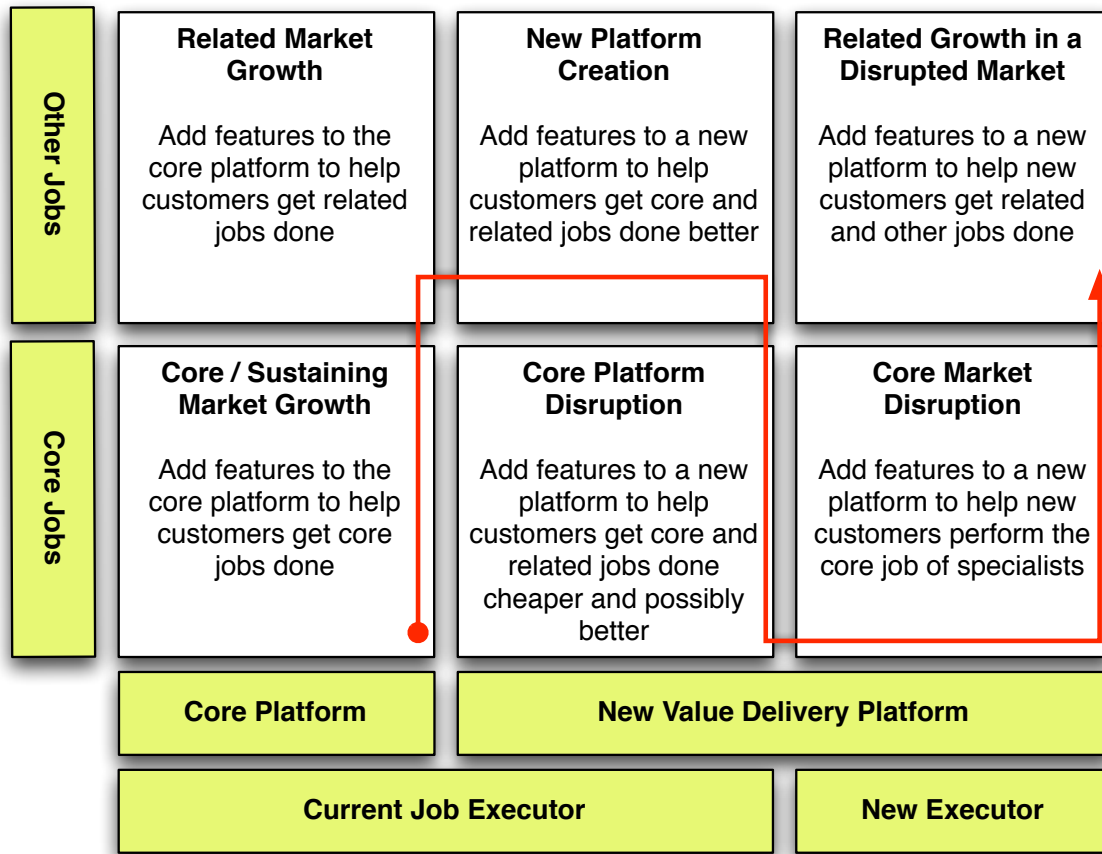 Other Jobs
Related Market
Growth
Add features to the
core platform to help
customers get related
jobs done
New Platform
Creation
Add features to a new
platform to help
customers get core and
related jobs done better
Related Growth in a
Disrupted Market
Add features to a new
platform to help new
customers get related
and other jobs done
Core Jobs
Core / Sustaining
Market Growth
Add features to the
core platform to help
customers get core
jobs done
Core Platform
Disruption
Add features to a new
platform to help
customers get core and
related jobs done
cheaper and possibly
better
Core Market
Disruption
Add features to a new
platform to help new
customers perform the
core job of specialists
Core Platform
New Value Delivery Platform
Current Job Executor
New Executor